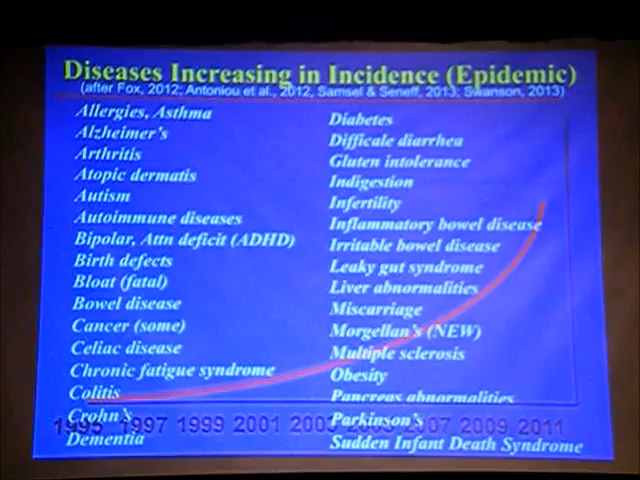 Diseases Increasing in Incidence (Epidemic)
(after Fox, 2012; Antoniou et al., 2012, Samsel & Seneff, 2013; Swanson, 2013)
Allergies, Asthma
Alzheimer's
Arthritis
Atopic dermatis
Autism
Autoimmune diseases
Bipolar, Attn deficit (ADHD)
Birth defects
Bloat (fatal)
Bowel disease
Cancer (some)
Celiac disease
Chronic fatigue syndrome
Colitis
Crohn's
Dementia
Diabetes
Difficale diarrhea
Gluten intolerance
Indigestion
Infertility
Inflammatory bowel disease
Irritable bowel disease
Leaky gut syndrome
Liver abnormalities
Miscarriage
Morgellan's (NEW)
Multiple sclerosis
Obesity
Pancreas abnormalities
Parkinson's
Sudden Infant Death Syndrome
1995 1997 1999 2001 2003 2005 2007 2009 2011